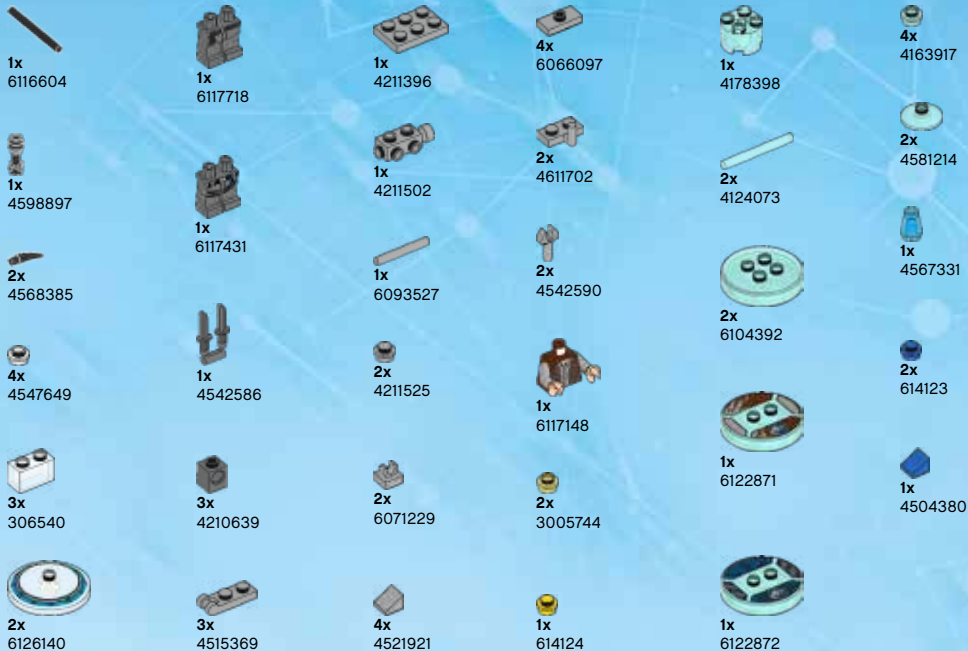 1x
6116604
1x
4598897
2x
4568385
4x
4547649
3x
306540
2x
6126140
1x
6117718
1x
6117431
1x
4542586
3x
4210639
3x
4515369
1x
4211396
1x
4211502
1x
6093527
2x
4211525
2x
6071229
4x
4521921
4x
6066097
2x
4611702
2x
4542590
1x
6117148
2x
3005744
1x
614124
1x
4178398
2x
4124073
2x
6104392
1x
6122871
1x
6122872
4x
4163917
2x
4581214
1x
4567331
2x
614123
1x
4504380